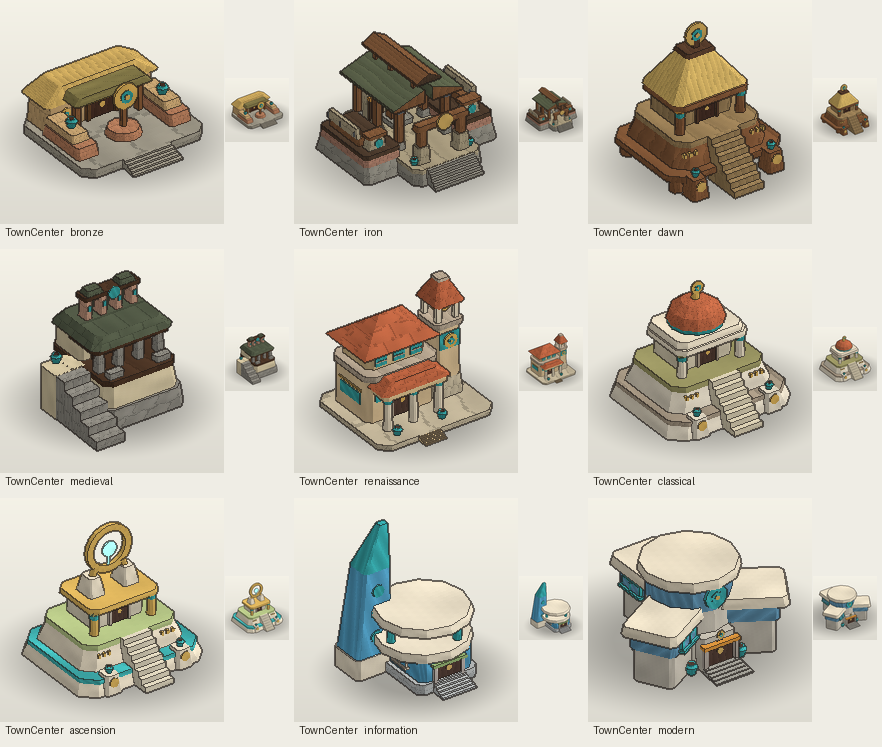 TownCenter bronze
TownCenter iron
TownCenter dawn
TownCenter medieval
TownCenter renaissance
TownCenter classical
TownCenter ascension
TownCenter information
TownCenter modern